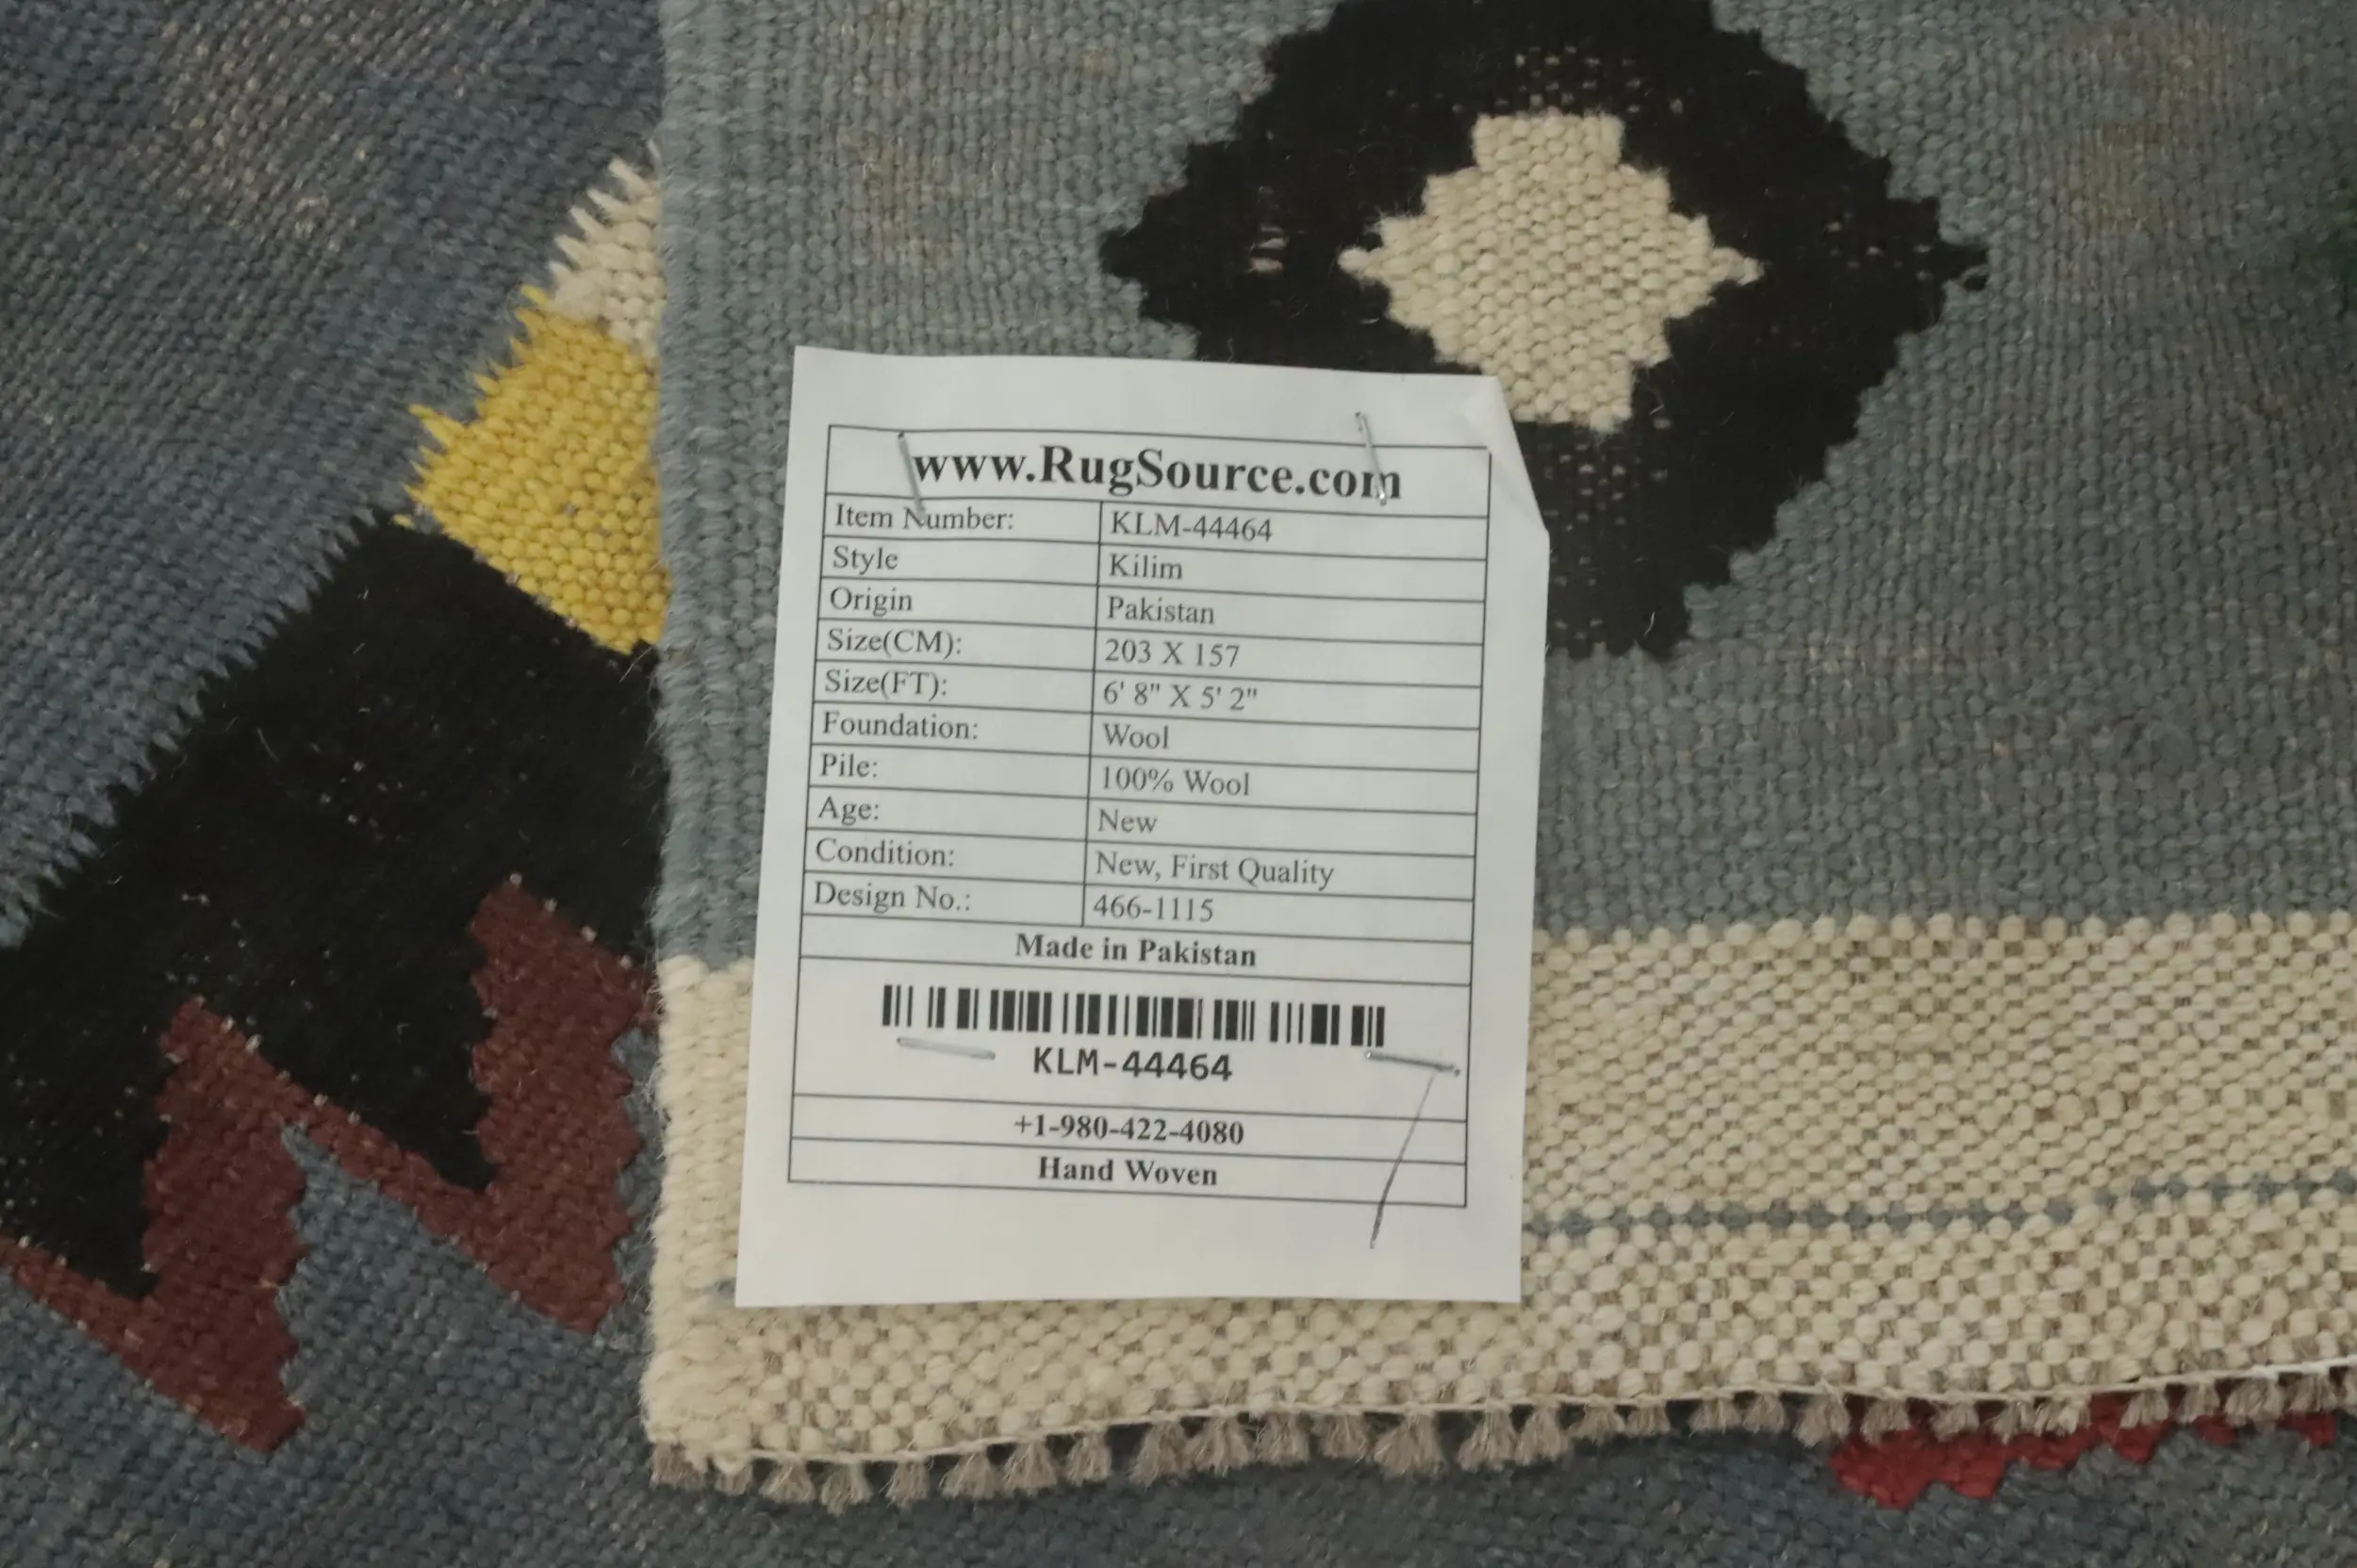 www.RugSource.com
Item Number: KLM-44464
Style Kilim
Origin Pakistan
Size(CM): 203 X 157
Size(FT): 6' 8" X 5' 2"
Foundation: Wool
Pile: 100% Wool
Age: New
Condition: New, First Quality
Design No.: 466-1115
Made in Pakistan
KLM-44464
+1-980-422-4080
Hand Woven